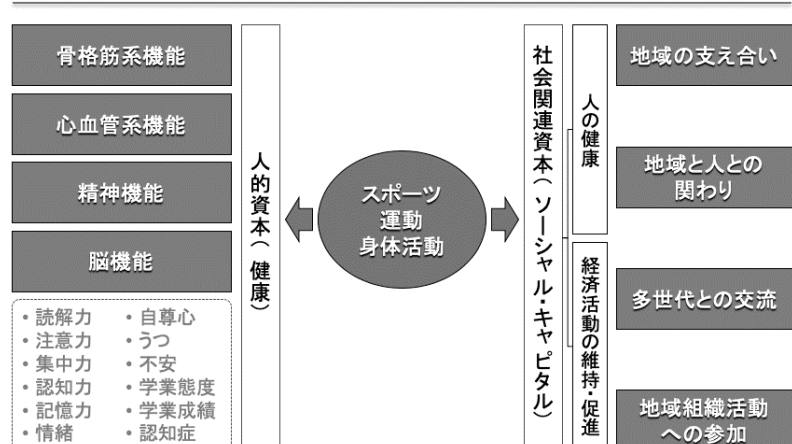 骨格筋系機能
心血管系機能
精神機能
脳機能
・読解力
・注意力
・集中力
・認知力
・記憶力
・情緒
・自尊心
・うつ
・不安
・学業態度
・学業成績
・認知症
人的資本(健康)
スポーツ
運動
身体活動
社会関連資本(ソーシャル・キャピタル)
人の健康
経済活動の維持・促進
地域の支え合い
地域と人との
関わり
多世代との交流
地域組織活動
への参加